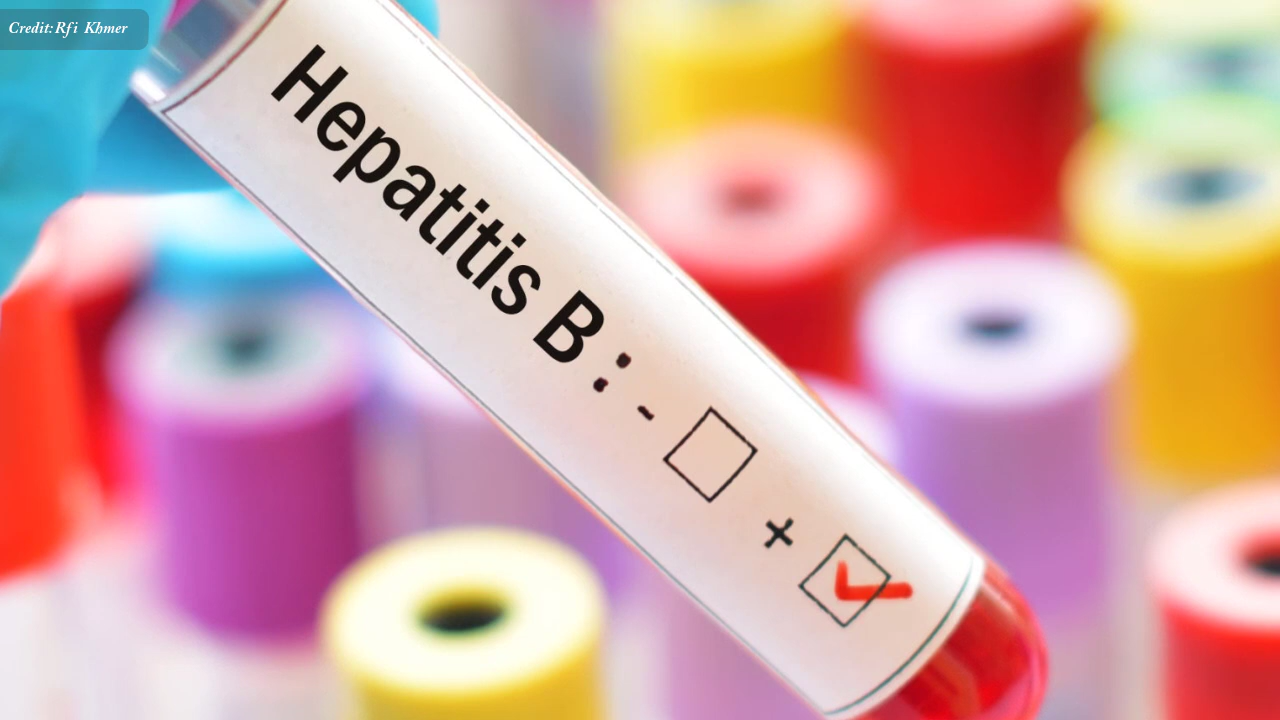 Credit:Rfi Khmer
Hepatitis B : - ☐ + ☑